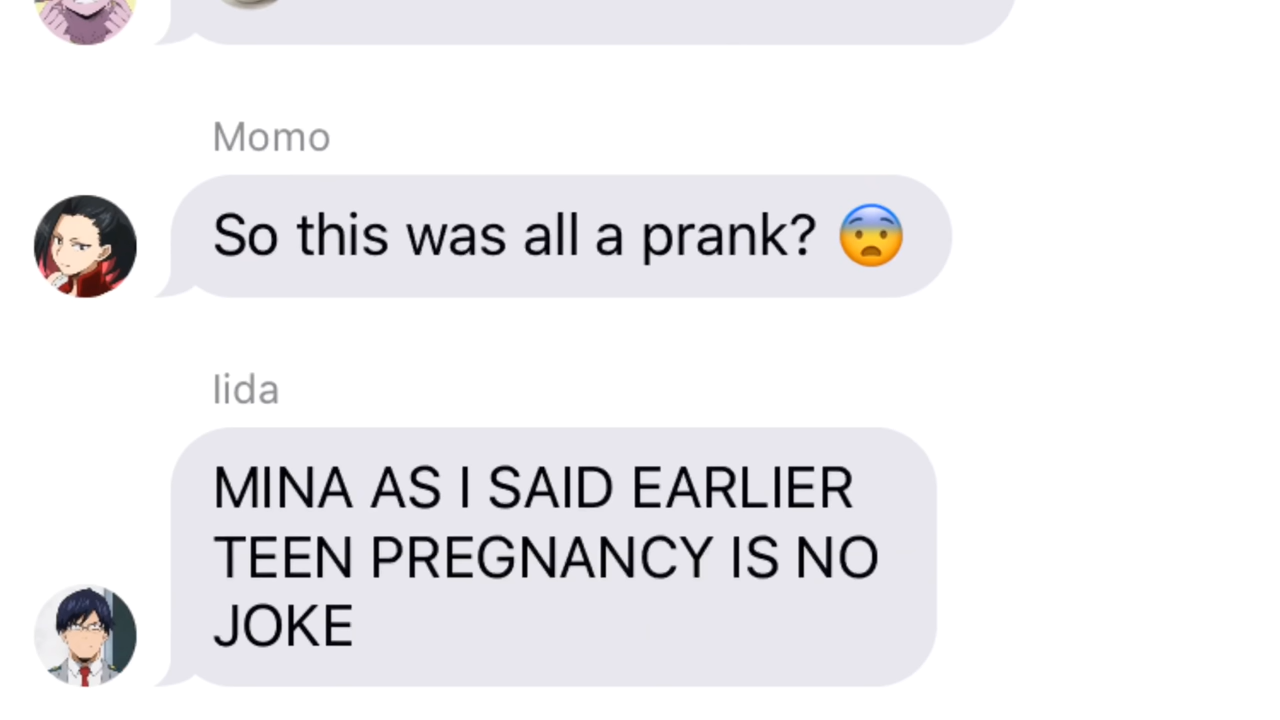 Momo
So this was all a prank? 😨
Iida
MINA AS I SAID EARLIER
TEEN PREGNANCY IS NO
JOKE